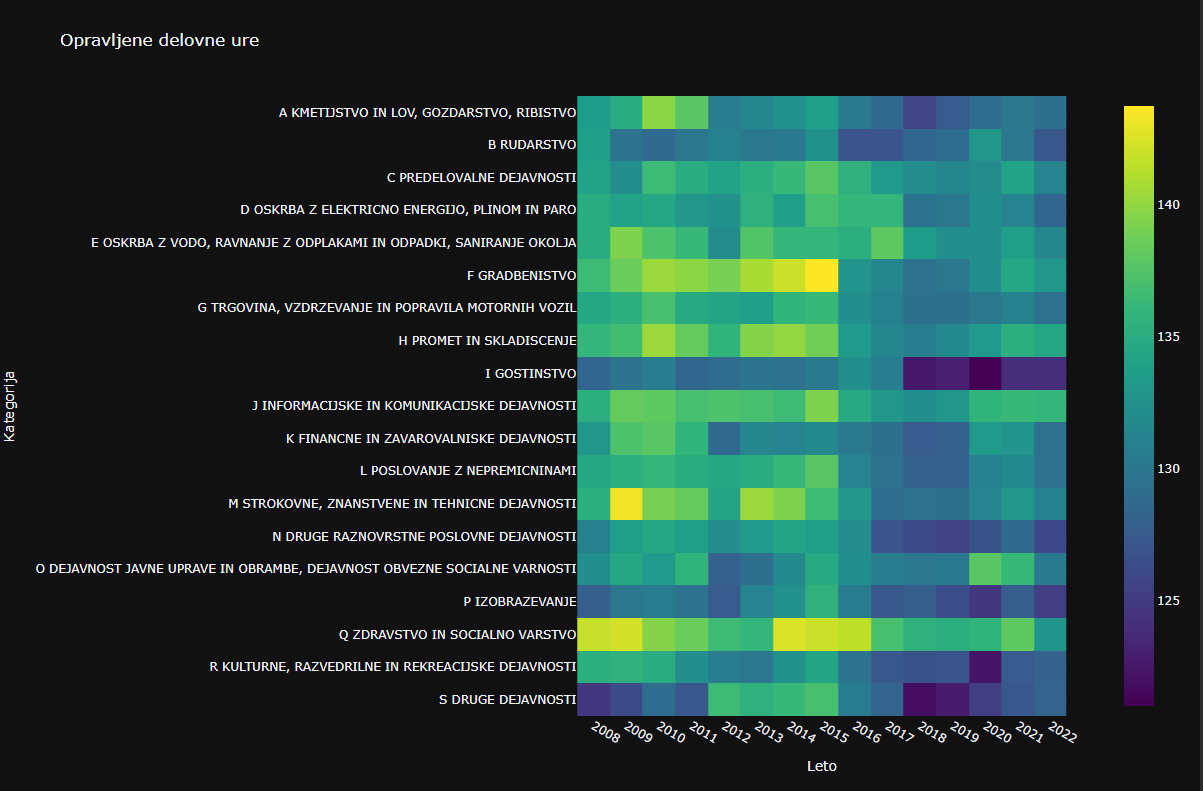 Opravljene delovne ure
A KMETIJSTVO IN LOV, GOZDARSTVO, RIBISTVO
B RUDARSTVO
C PREDELOVALNE DEJAVNOSTI
D OSKRBA Z ELEKTRICNO ENERGIJO, PLINOM IN PARO
E OSKRBA Z VODO, RAVNANJE Z ODPLAKAMI IN ODPADKI, SANIRANJE OKOLJA
F GRADBENISTVO
G TRGOVINA, VZDRZEVANJE IN POPRAVILA MOTORNIH VOZIL
H PROMET IN SKLADISCENJE
I GOSTINSTVO
J INFORMACIJSKE IN KOMUNIKACIJSKE DEJAVNOSTI
K FINANCNE IN ZAVAROVALNISKE DEJAVNOSTI
L POSLOVANJE Z NEPREMICNINAMI
M STROKOVNE, ZNANSTVENE IN TEHNICNE DEJAVNOSTI
N DRUGE RAZNOVRSTNE POSLOVNE DEJAVNOSTI
O DEJAVNOST JAVNE UPRAVE IN OBRAMBE, DEJAVNOST OBVEZNE SOCIALNE VARNOSTI
P IZOBRAZEVANJE
Q ZDRAVSTVO IN SOCIALNO VARSTVO
R KULTURNE, RAZVEDRILNE IN REKREACIJSKE DEJAVNOSTI
S DRUGE DEJAVNOSTI
Kategorija
2008 2009 2010 2011 2012 2013 2014 2015 2016 2017 2018 2019 2020 2021 2022
Leto
140
135
130
125